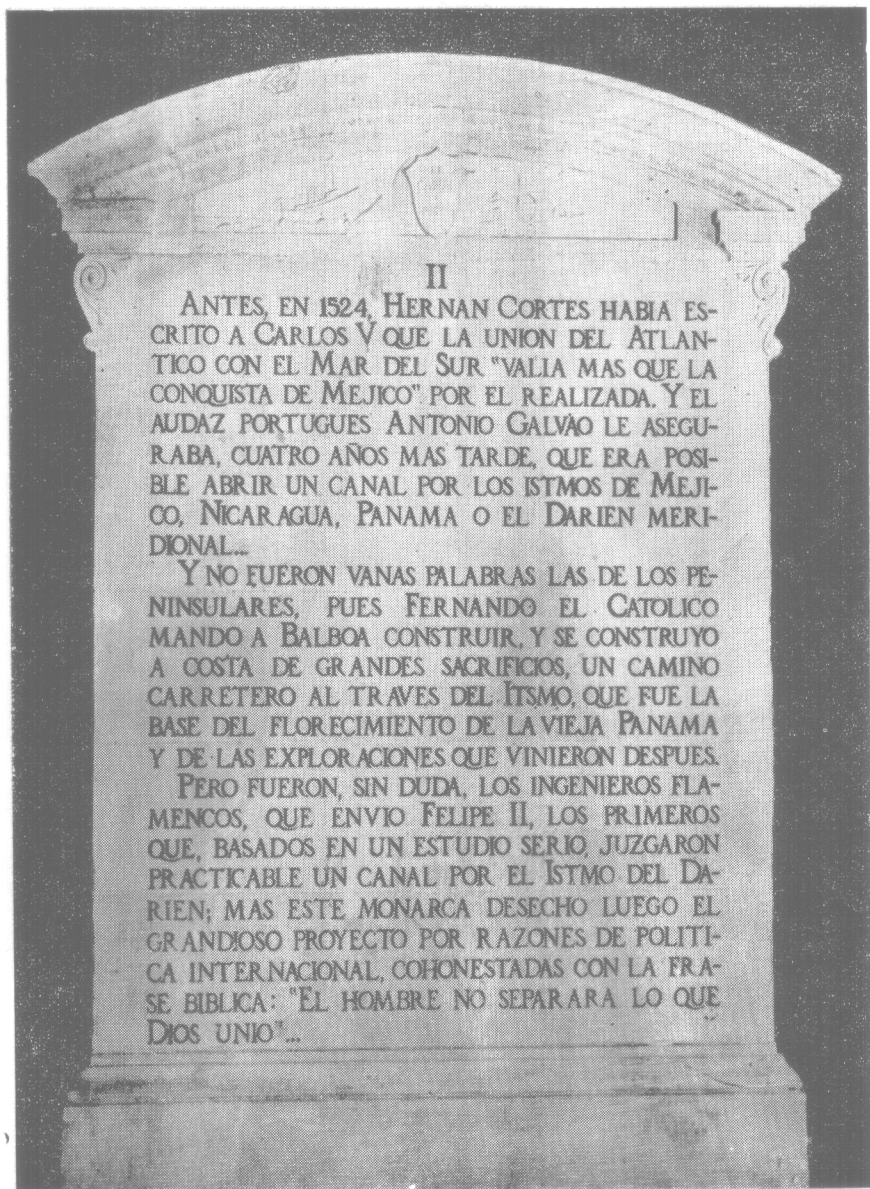 II
ANTES, EN 1524, HERNAN CORTES HABIA ES-
CRITO A CARLOS V QUE LA UNION DEL ATLAN-
TICO CON EL MAR DEL SUR "VALIA MAS QUE LA
CONQUISTA DE MEJICO" POR EL REALIZADA. Y EL
AUDAZ PORTUGUES ANTONIO GALVAO LE ASEGU-
RABA, CUATRO AÑOS MAS TARDE, QUE ERA POSI-
BLE ABRIR UN CANAL POR LOS ISTMOS DE MEJI-
CO, NICARAGUA, PANAMA O EL DARIEN MERI-
DIONAL...
Y NO FUERON VANAS PALABRAS LAS DE LOS PE-
NINSULARES, PUES FERNANDO EL CATOLICO
MANDO A BALBOA CONSTRUIR, Y SE CONSTRUYO
A COSTA DE GRANDES SACRIFICIOS, UN CAMINO
CARRETERO AL TRAVES DEL ITSMO, QUE FUE LA
BASE DEL FLORECIMIENTO DE LA VIEJA PANAMA
Y DE LAS EXPLORACIONES QUE VINIERON DESPUES.
PERO FUERON, SIN DUDA, LOS INGENIEROS FLA-
MENCOS, QUE ENVIO FELIPE II, LOS PRIMEROS
QUE, BASADOS EN UN ESTUDIO SERIO, JUZGARON
PRACTICABLE UN CANAL POR EL ISTMO DEL DA-
RIEN; MAS ESTE MONARCA DESECHO LUEGO EL
GRANDIOSO PROYECTO POR RAZONES DE POLITI-
CA INTERNACIONAL, COHONESTADAS CON LA FRA-
SE BIBLICA: "EL HOMBRE NO SEPARARA LO QUE
DIOS UNIO"...